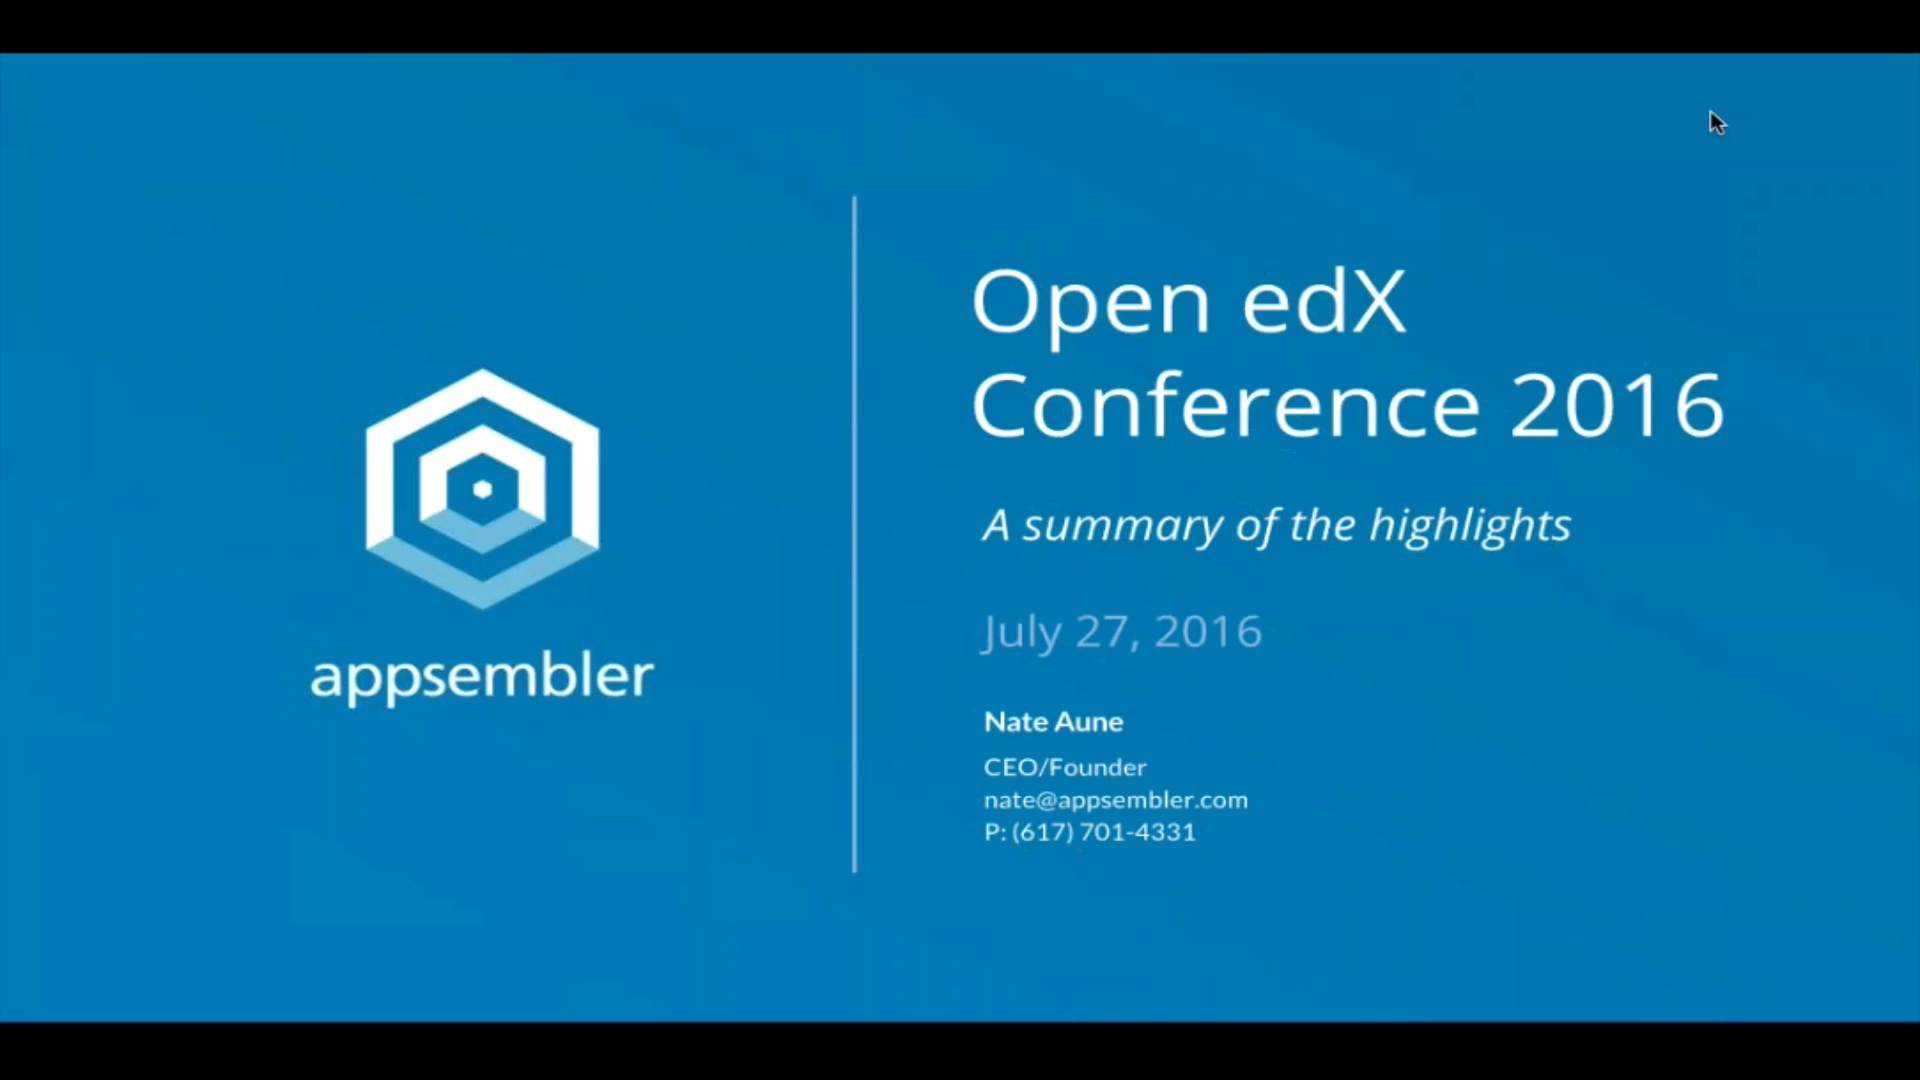 appsembler
Open edX
Conference 2016
A summary of the highlights
July 27, 2016
Nate Aune
CEO/Founder
nate@appsembler.com
P: (617) 701-4331